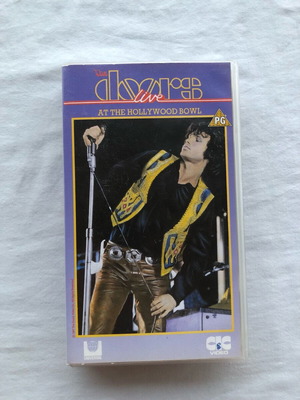 the
doors
live
AT THE HOLLYWOOD BOWL
PG
CIC
VIDEO